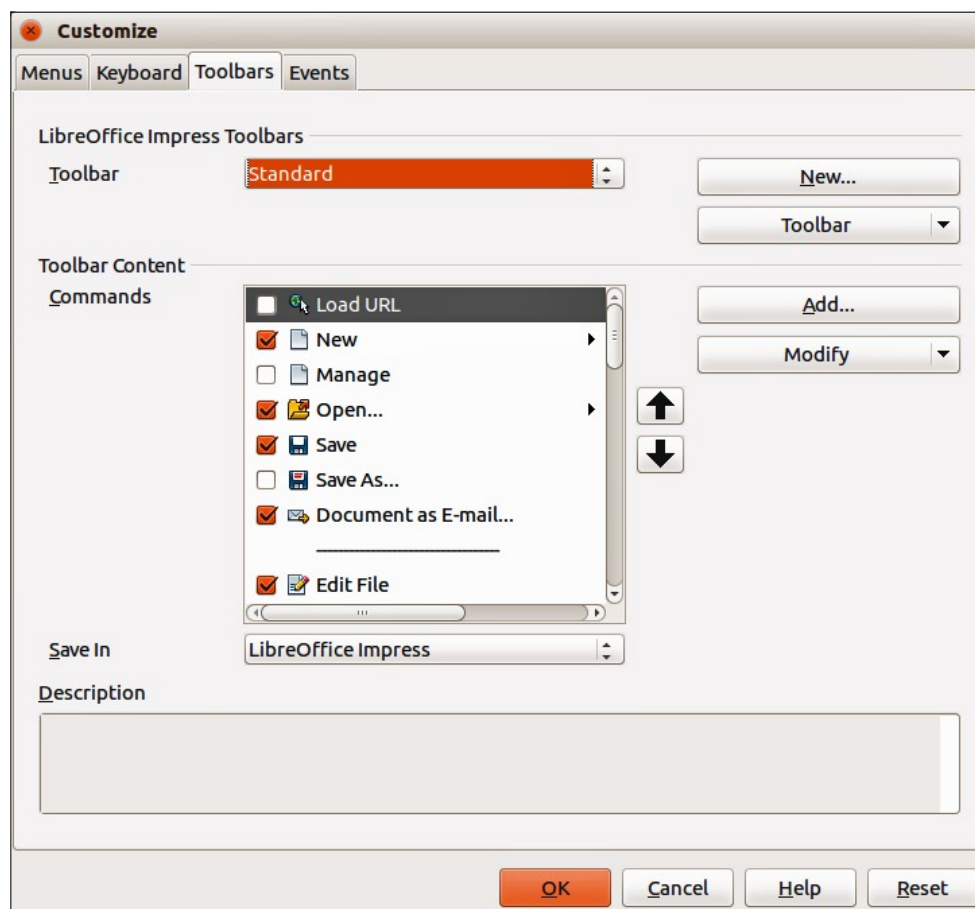 Customize
Menus Keyboard Toolbars Events
LibreOffice Impress Toolbars
Toolbar Standard New...
Toolbar
Toolbar Content
Commands Load URL Add...
New
Modify
Manage
Open...
Save
Save As...
Document as E-mail...
Edit File
Save In LibreOffice Impress
Description
OK Cancel Help Reset